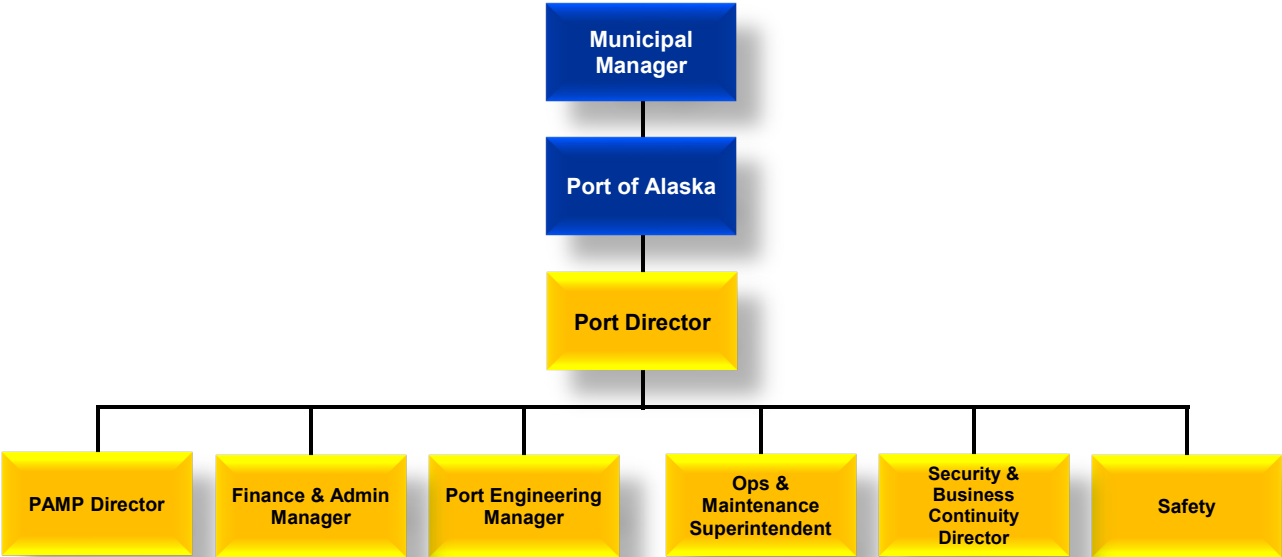 Municipal
Manager
Port of Alaska
Port Director
PAMP Director
Finance & Admin
Manager
Port Engineering
Manager
Ops &
Maintenance
Superintendent
Security &
Business
Continuity
Director
Safety